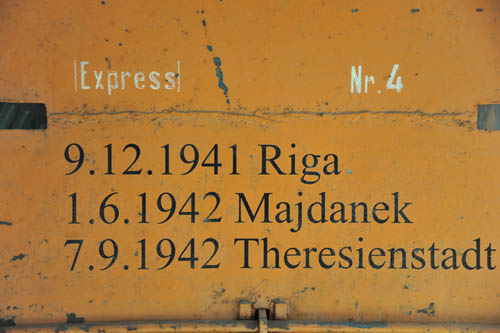 Express Nr. 4
9.12.1941 Riga
1.6.1942 Majdanek
7.9.1942 Theresienstadt